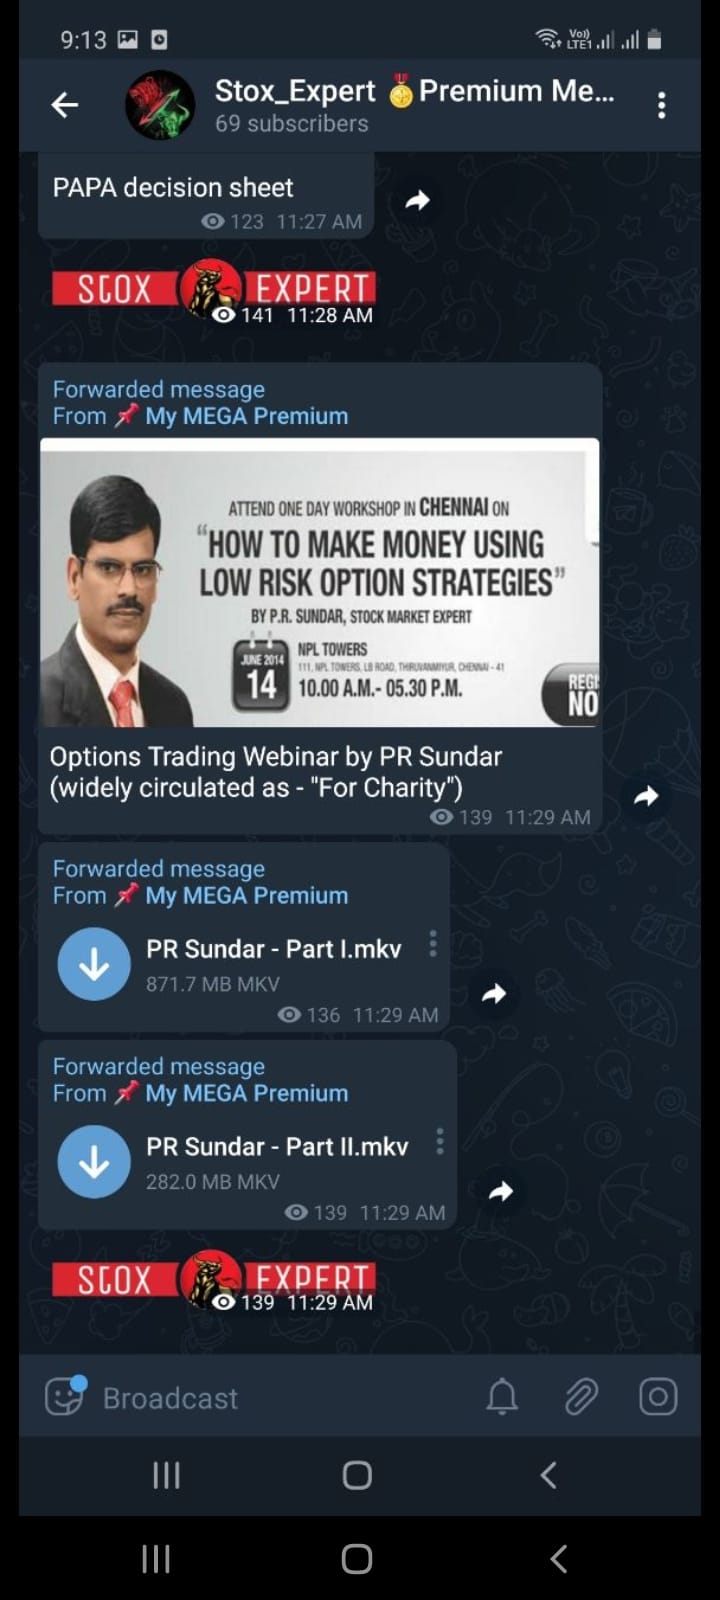 9:13
Vo))
LTE1
Stox_Expert 🏅Premium Me...
69 subscribers
PAPA decision sheet
123 11:27 AM
STOX EXPERT
141 11:28 AM
Forwarded message
From 📌 My MEGA Premium
ATTEND ONE DAY WORKSHOP IN CHENNAI ON
"HOW TO MAKE MONEY USING
LOW RISK OPTION STRATEGIES"
BY P.R. SUNDAR, STOCK MARKET EXPERT
JUNE 2014
14
NPL TOWERS
111, NPL TOWERS, LB ROAD, THIRUVANMIYUR, CHENNAI - 41
10.00 A.M.- 05.30 P.M.
REGI
NO
Options Trading Webinar by PR Sundar
(widely circulated as - "For Charity")
139 11:29 AM
Forwarded message
From 📌 My MEGA Premium
PR Sundar - Part I.mkv
871.7 MB MKV
136 11:29 AM
Forwarded message
From 📌 My MEGA Premium
PR Sundar - Part II.mkv
282.0 MB MKV
139 11:29 AM
STOX EXPERT
139 11:29 AM
Broadcast